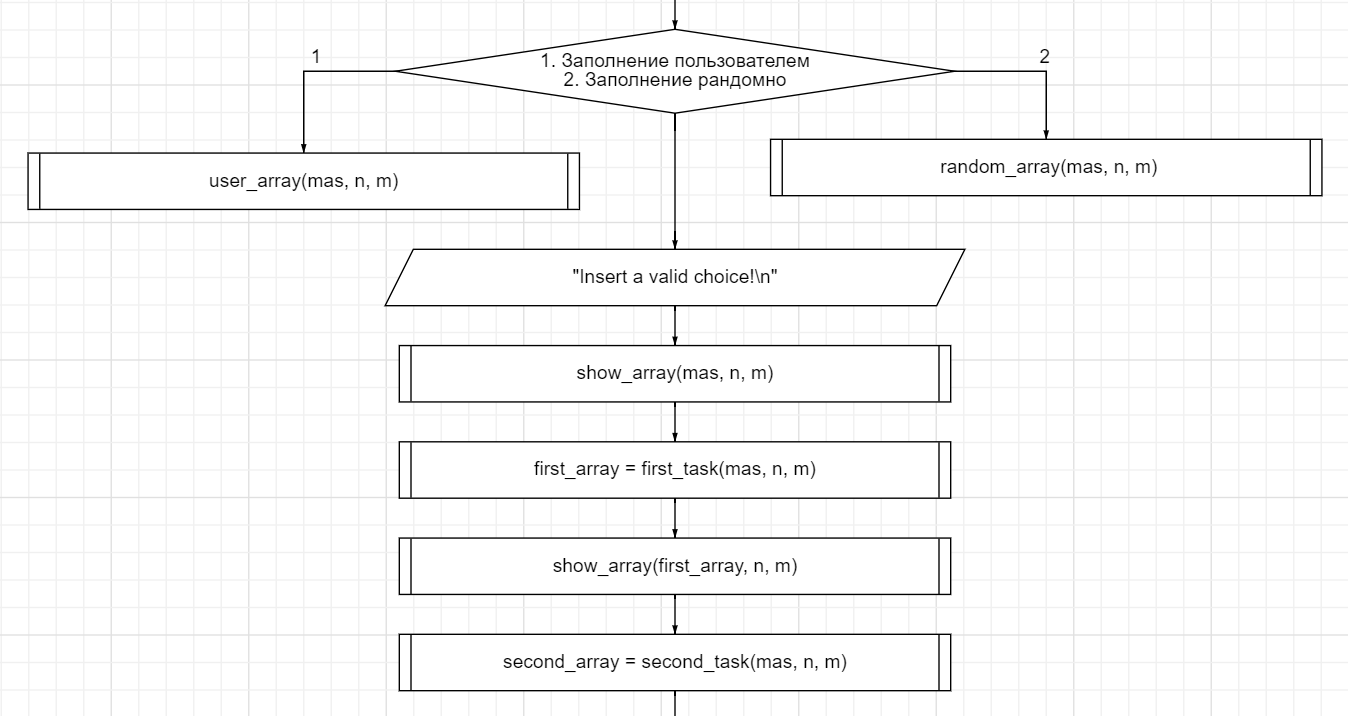 1
2
1. Заполнение пользователем
2. Заполнение рандомно
user_array(mas, n, m)
random_array(mas, n, m)
"Insert a valid choice!\n"
show_array(mas, n, m)
first_array = first_task(mas, n, m)
show_array(first_array, n, m)
second_array = second_task(mas, n, m)